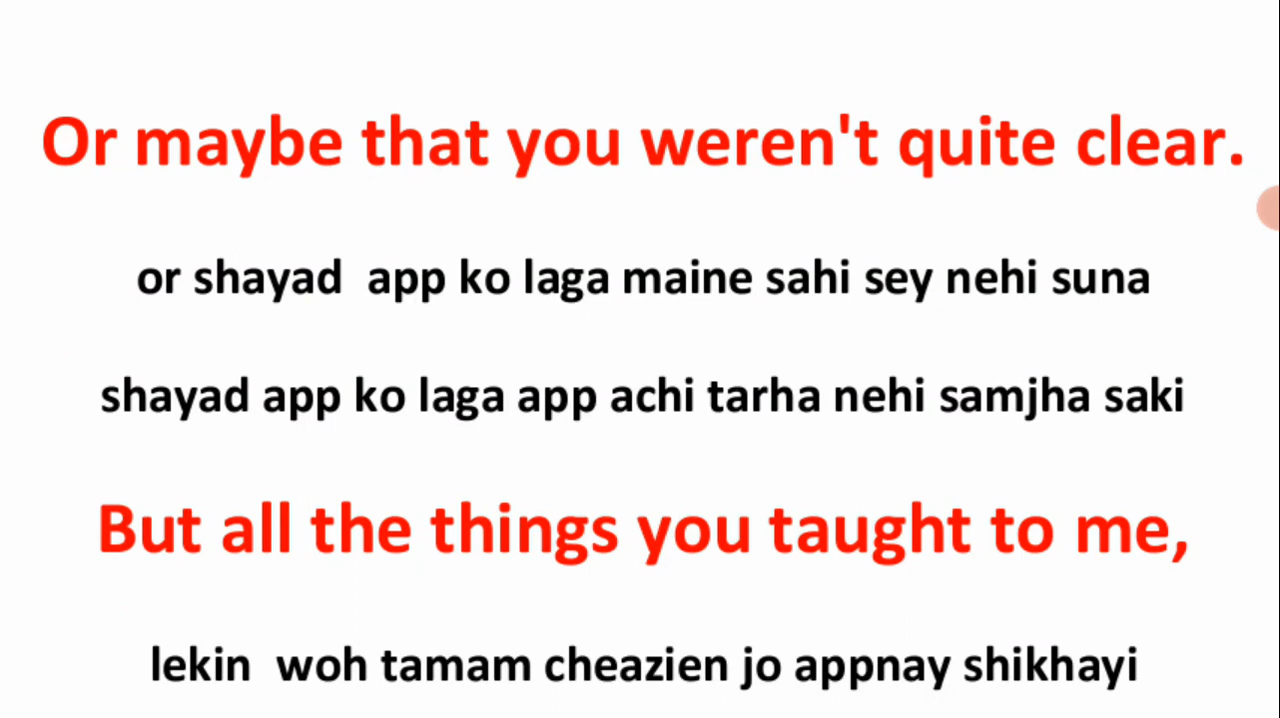 Or maybe that you weren't quite clear.
or shayad app ko laga maine sahi sey nehi suna
shayad app ko laga app achi tarha nehi samjha saki
But all the things you taught to me,
lekin woh tamam cheazien jo appnay shikhayi